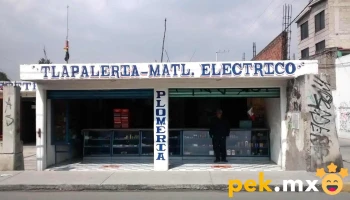 TLAPALERIA-MATL. ELECTRICO
PLOMERIA
pek.mx